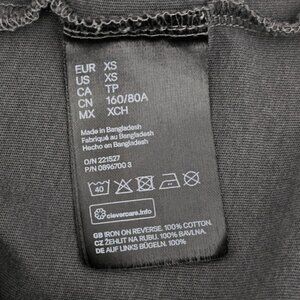 EUR XS
US XS
CA TP
CN 160/80A
MX XCH
Made in Bangladesh
Fabriqué au Bangladesh
Hecho en Bangladesh
O/N 221527
P/N 0896700 3
40
clevercare.info
GB IRON ON REVERSE. 100% COTTON.
CZ ŽEHLIT NA RUBU. 100% BAVLNA.
DE AUF LINKS BÜGELN. 100%